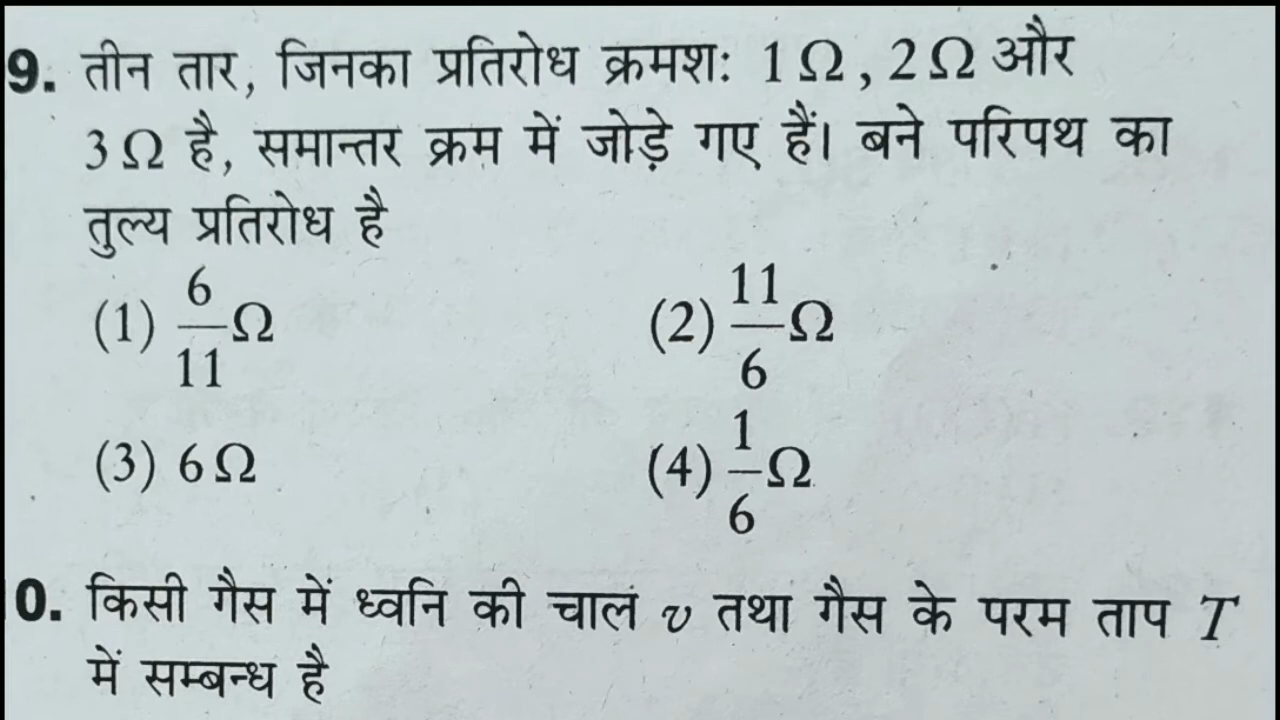 9. तीन तार, जिनका प्रतिरोध क्रमशः 1Ω, 2Ω और
3Ω है, समान्तर क्रम में जोड़े गए हैं। बने परिपथ का
तुल्य प्रतिरोध है
(1) 6/11 Ω (2) 11/6 Ω
(3) 6Ω (4) 1/6 Ω
0. किसी गैस में ध्वनि की चाल v तथा गैस के परम ताप T
में सम्बन्ध है